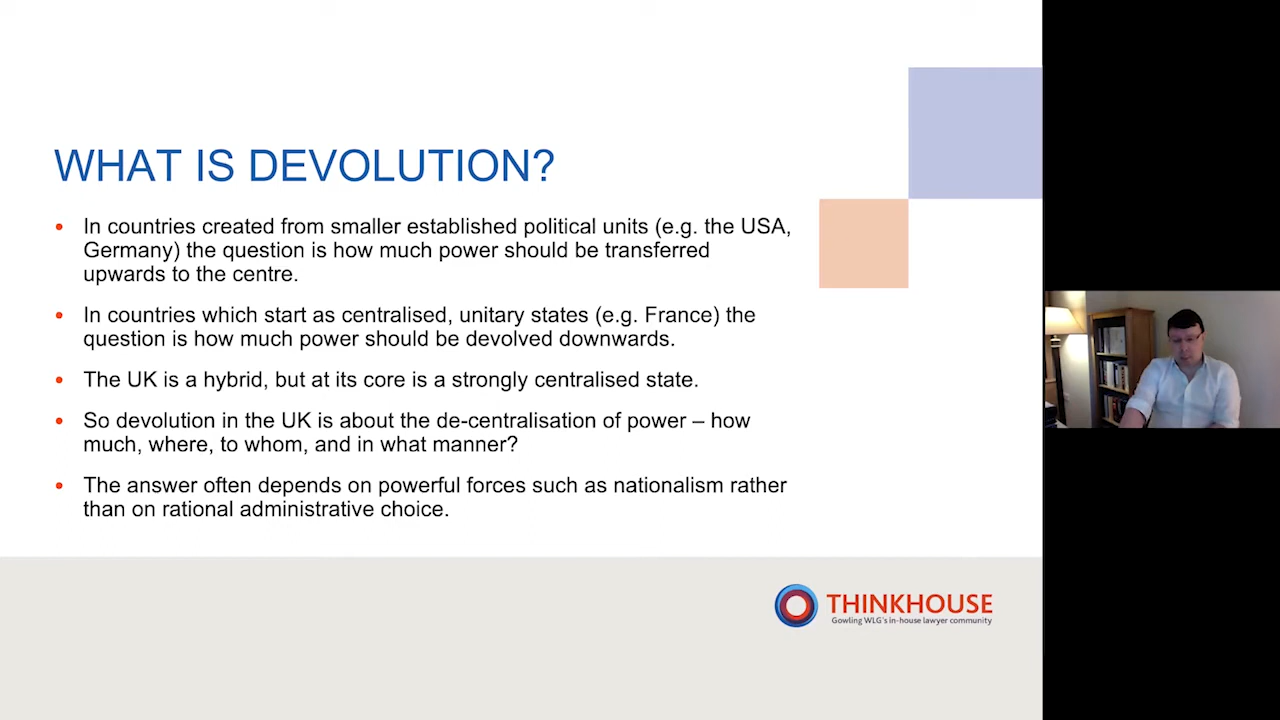 WHAT IS DEVOLUTION?
• In countries created from smaller established political units (e.g. the USA,
Germany) the question is how much power should be transferred
upwards to the centre.
• In countries which start as centralised, unitary states (e.g. France) the
question is how much power should be devolved downwards.
• The UK is a hybrid, but at its core is a strongly centralised state.
• So devolution in the UK is about the de-centralisation of power – how
much, where, to whom, and in what manner?
• The answer often depends on powerful forces such as nationalism rather
than on rational administrative choice.
THINKHOUSE
Gowling WLG's in-house lawyer community